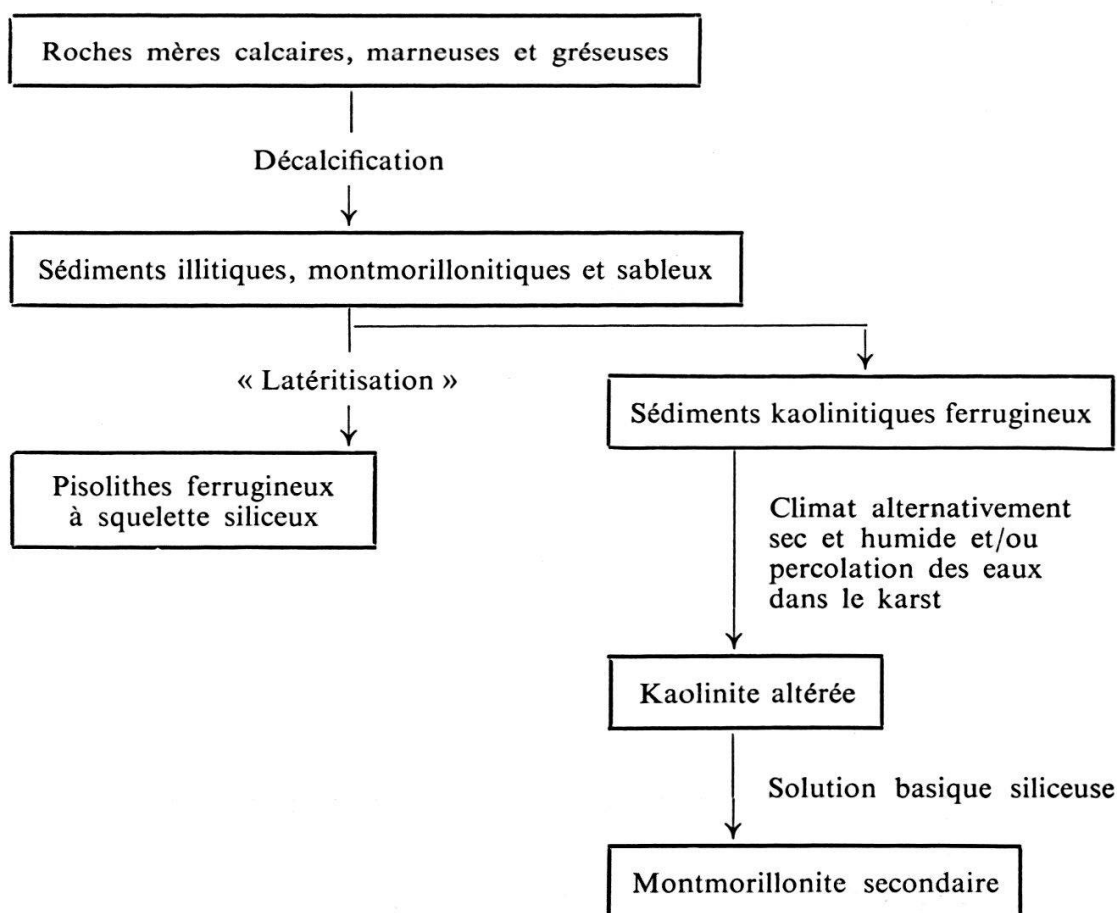 Roches mères calcaires, marneuses et gréseuses
Décalcification
Sédiments illitiques, montmorillonitiques et sableux
« Latéritisation »
Sédiments kaolinitiques ferrugineux
Pisolithes ferrugineux
à squelette siliceux
Climat alternativement
sec et humide et/ou
percolation des eaux
dans le karst
Kaolinite altérée
Solution basique siliceuse
Montmorillonite secondaire